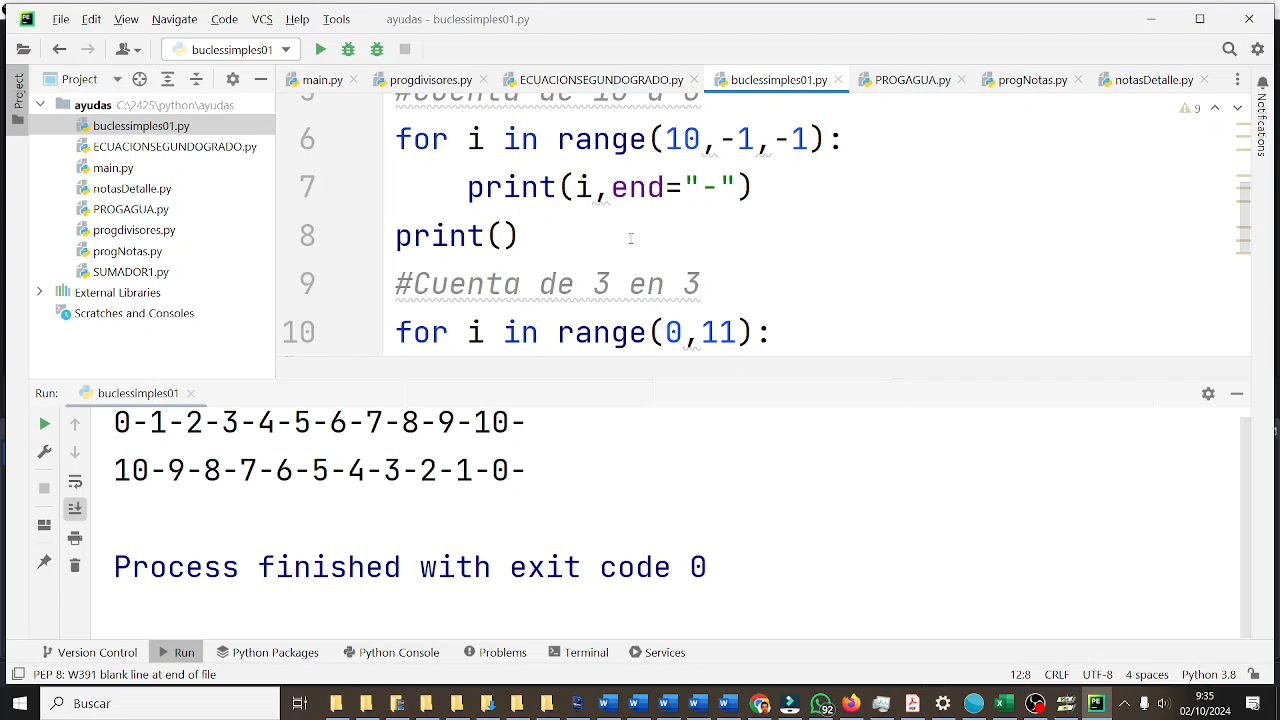 File Edit View Navigate Code VCS Help Tools ayudas - buclessimples01.py
buclessimples01
Project
main.py progdivisores.py ECUACIONSEGUNDOGRADO.py buclessimples01.py PROGAGUA.py progNotas.py notasDetalle.py
Project
Notifications
ayudas C:\2425\python\ayudas
buclessimples01.py
ECUACIONSEGUNDOGRADO.py
main.py
notasDetalle.py
PROGAGUA.py
progdivisores.py
progNotas.py
SUMADOR1.py
External Libraries
Scratches and Consoles
9
6 for i in range(10,-1,-1):
7 print(i,end="-")
8 print()
9 #Cuenta de 3 en 3
10 for i in range(0,11):
Run: buclessimples01
0-1-2-3-4-5-6-7-8-9-10-
10-9-8-7-6-5-4-3-2-1-0-
Process finished with exit code 0
Version Control Run Python Packages Python Console Problems Terminal Services
PEP 8: W391 blank line at end of file 12:8 CRLF UTF-8 4 spaces Python 3.8
Buscar
92
9:35
02/10/2024